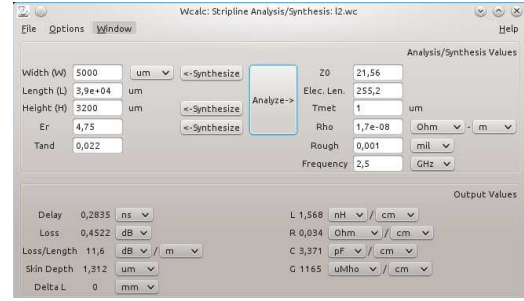 Wcalc: Stripline Analysis/Synthesis: l2.wc
File Options Window Help
Analysis/Synthesis Values
Width (W) 5000 um <-Synthesize Z0 21,56
Length (L) 3,9e+04 um Elec. Len. 255,2
Analyze->
Height (H) 3200 um <-Synthesize Tmet 1 um
Er 4,75 <-Synthesize Rho 1,7e-08 Ohm - m
Tand 0,022 Rough 0,001 mil
Frequency 2,5 GHz
Output Values
Delay 0,2835 ns L 1,568 nH / cm
Loss 0,4522 dB R 0,034 Ohm / cm
Loss/Length 11,6 dB / m C 3,371 pF / cm
Skin Depth 1,312 um G 1165 uMho / cm
Delta L 0 mm